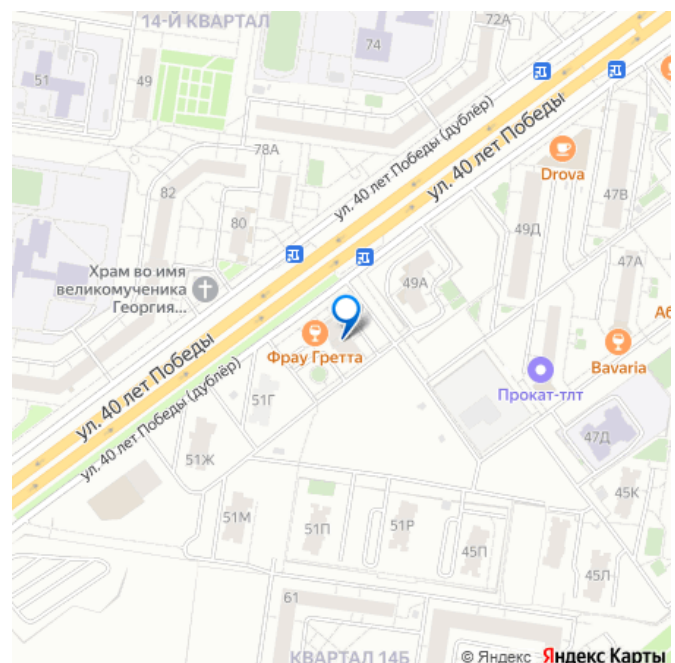 14-Й КВАРТАЛ
72А
74
51
49
ул. 40 лет Победы (дублёр)
ул. 40 лет Победы
78А
Drova
47В
82
80
49Д
Храм во имя
великомученика
Георгия...
49А
47А
Фрау Гретта
Bavaria
ул. 40 лет Победы
Прокат-тлт
ул. 40 лет Победы (дублёр)
51Г
47Д
51Ж
45К
51М
51П
51Р
45П
45Л
61
КВАРТАЛ 14Б
© Яндекс Яндекс Карты